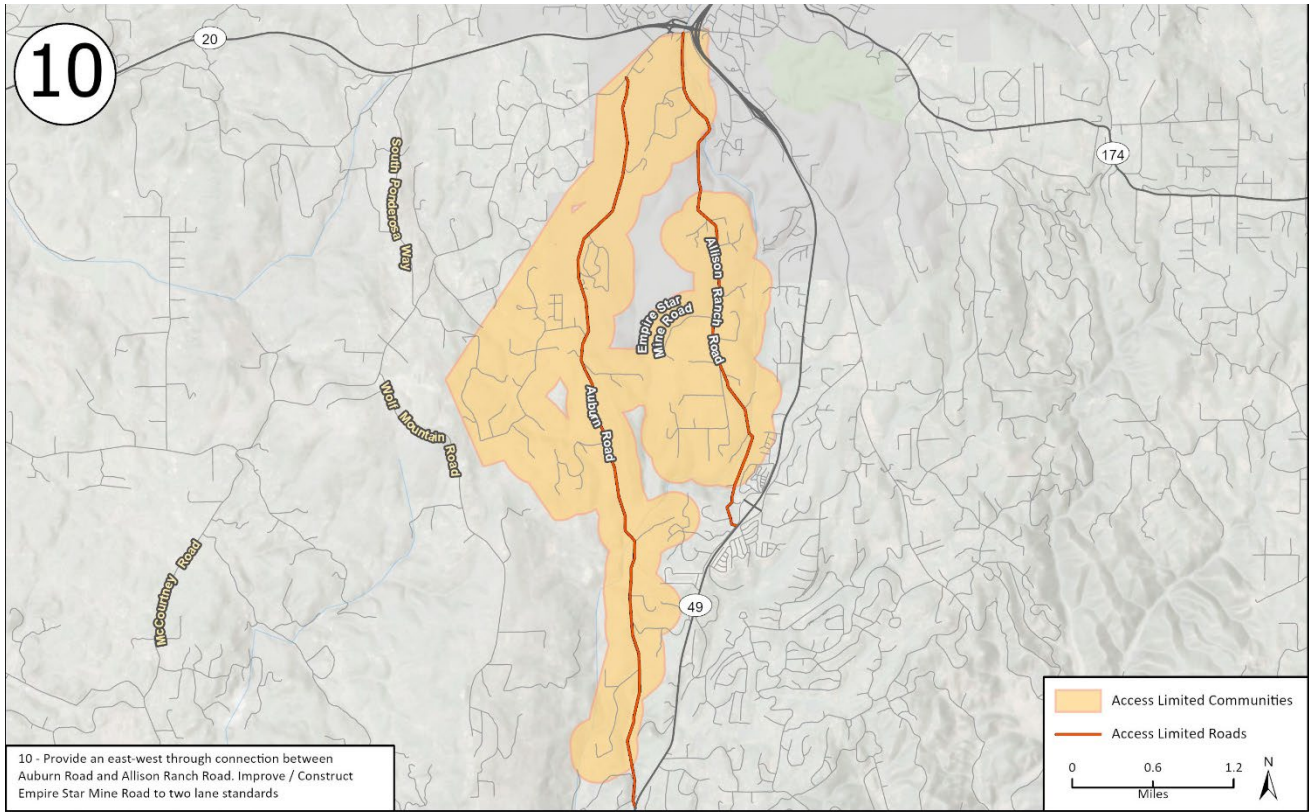 10
20
174
South Ponderosa Way
Allison Ranch Road
Empire Star
Mine Road
Auburn Road
Wolf Mountain Road
McCourtney Road
49
Access Limited Communities
Access Limited Roads
0 0.6 1.2
Miles
N
10 - Provide an east-west through connection between
Auburn Road and Allison Ranch Road. Improve / Construct
Empire Star Mine Road to two lane standards